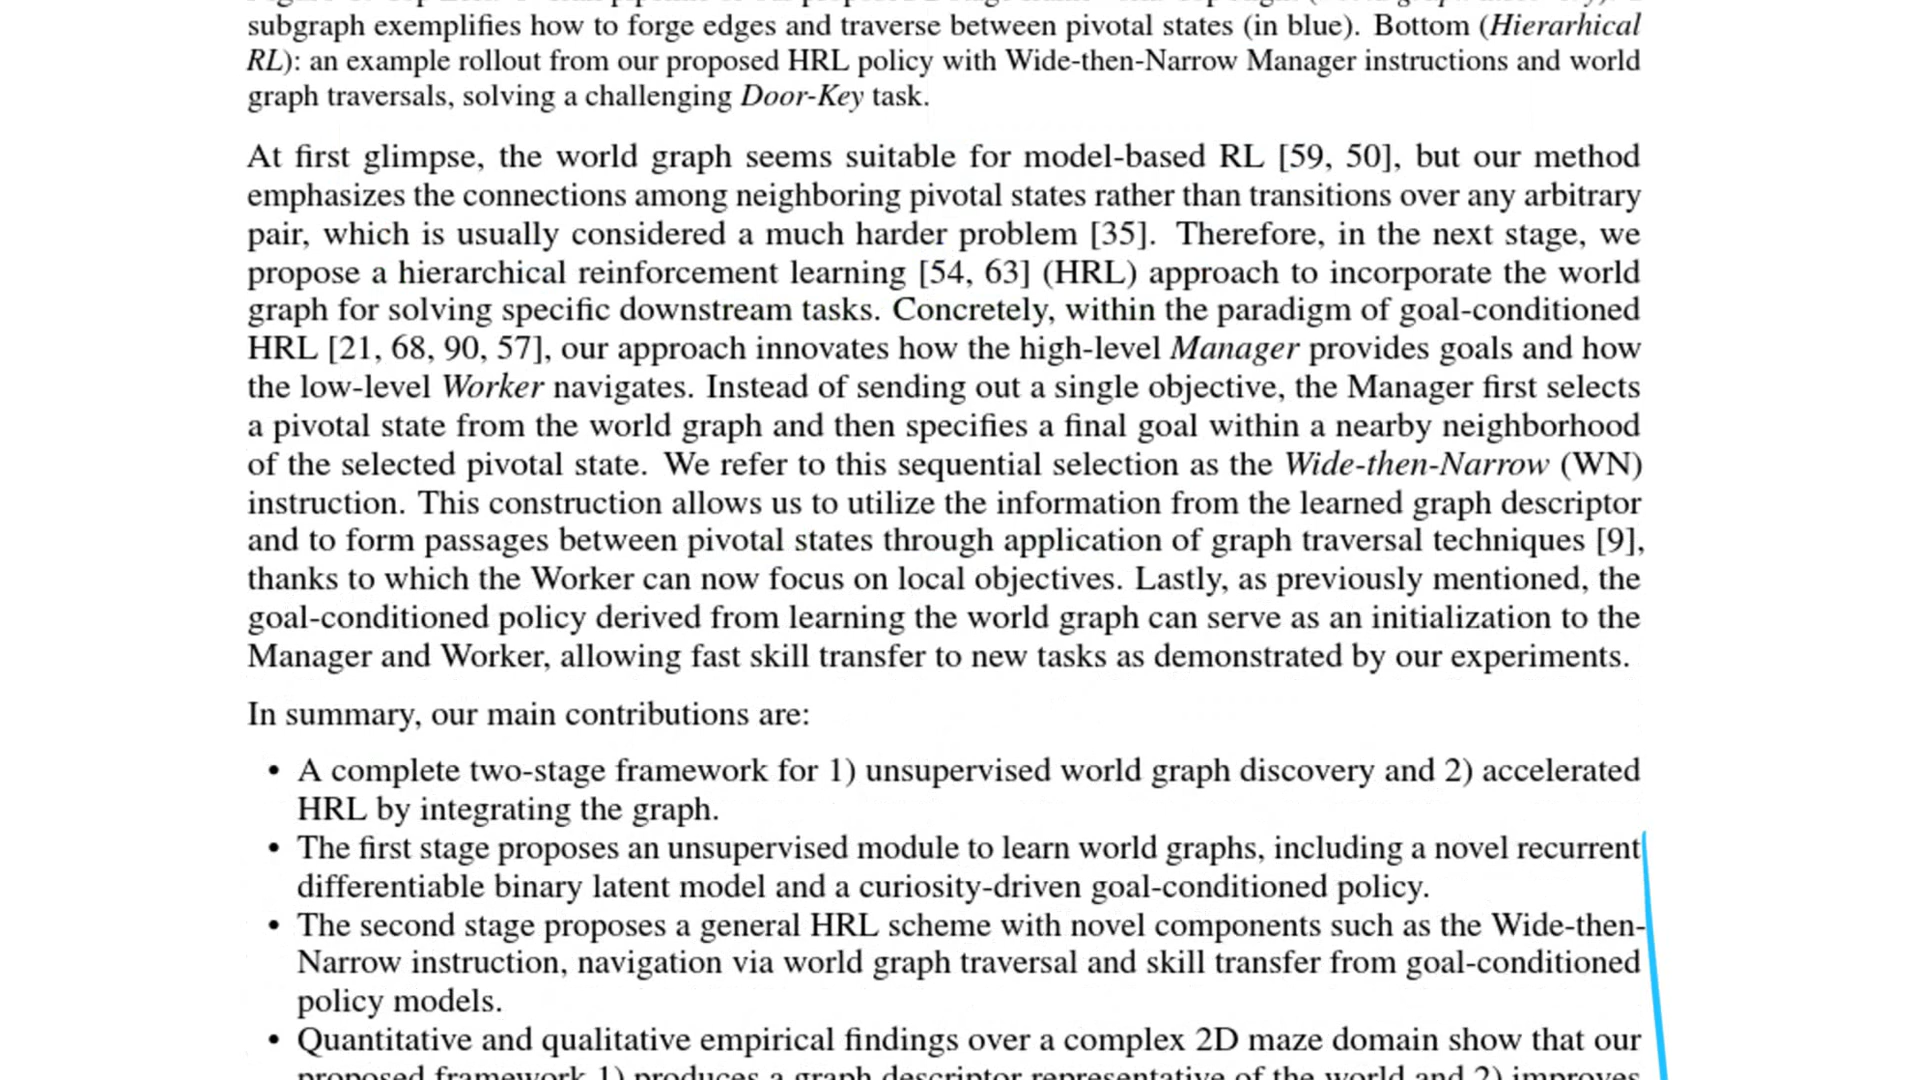 subgraph exemplifies how to forge edges and traverse between pivotal states (in blue). Bottom (Hierarhical
RL): an example rollout from our proposed HRL policy with Wide-then-Narrow Manager instructions and world
graph traversals, solving a challenging Door-Key task.
At first glimpse, the world graph seems suitable for model-based RL [59, 50], but our method
emphasizes the connections among neighboring pivotal states rather than transitions over any arbitrary
pair, which is usually considered a much harder problem [35]. Therefore, in the next stage, we
propose a hierarchical reinforcement learning [54, 63] (HRL) approach to incorporate the world
graph for solving specific downstream tasks. Concretely, within the paradigm of goal-conditioned
HRL [21, 68, 90, 57], our approach innovates how the high-level Manager provides goals and how
the low-level Worker navigates. Instead of sending out a single objective, the Manager first selects
a pivotal state from the world graph and then specifies a final goal within a nearby neighborhood
of the selected pivotal state. We refer to this sequential selection as the Wide-then-Narrow (WN)
instruction. This construction allows us to utilize the information from the learned graph descriptor
and to form passages between pivotal states through application of graph traversal techniques [9],
thanks to which the Worker can now focus on local objectives. Lastly, as previously mentioned, the
goal-conditioned policy derived from learning the world graph can serve as an initialization to the
Manager and Worker, allowing fast skill transfer to new tasks as demonstrated by our experiments.
In summary, our main contributions are:
• A complete two-stage framework for 1) unsupervised world graph discovery and 2) accelerated
HRL by integrating the graph.
• The first stage proposes an unsupervised module to learn world graphs, including a novel recurrent
differentiable binary latent model and a curiosity-driven goal-conditioned policy.
• The second stage proposes a general HRL scheme with novel components such as the Wide-then-
Narrow instruction, navigation via world graph traversal and skill transfer from goal-conditioned
policy models.
• Quantitative and qualitative empirical findings over a complex 2D maze domain show that our
proposed framework 1) produces a graph descriptor representative of the world and 2) improves